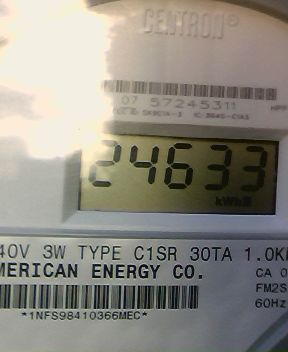 CENTRON®
07 57245311
24633
kWh
40V 3W TYPE C1SR 30TA 1.0K
MERICAN ENERGY CO.
CA 0
FM2S
60Hz
*1NFS98410366MEC*